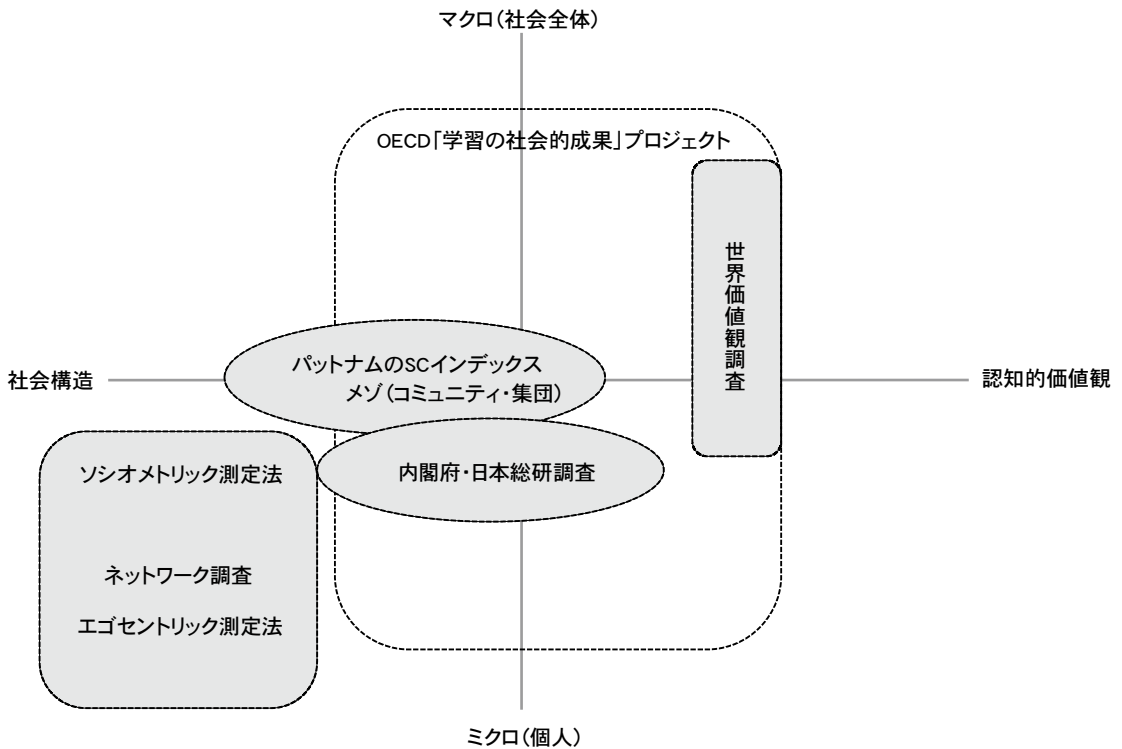 マクロ（社会全体）
OECD「学習の社会的成果」プロジェクト
世界価値観調査
パットナムのSCインデックス
メゾ（コミュニティ・集団）
社会構造
認知的価値観
ソシオメトリック測定法
内閣府・日本総研調査
ネットワーク調査
エゴセントリック測定法
ミクロ（個人）